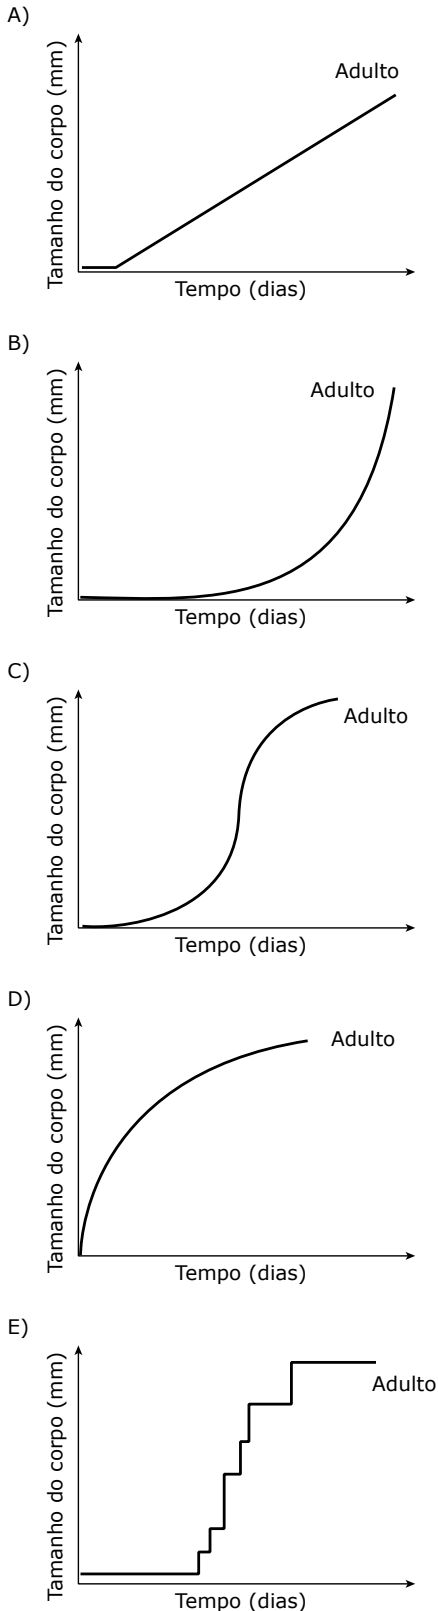 A)
Tamanho do corpo (mm)
Adulto
Tempo (dias)
B)
Tamanho do corpo (mm)
Adulto
Tempo (dias)
C)
Tamanho do corpo (mm)
Adulto
Tempo (dias)
D)
Tamanho do corpo (mm)
Adulto
Tempo (dias)
E)
Tamanho do corpo (mm)
Adulto
Tempo (dias)